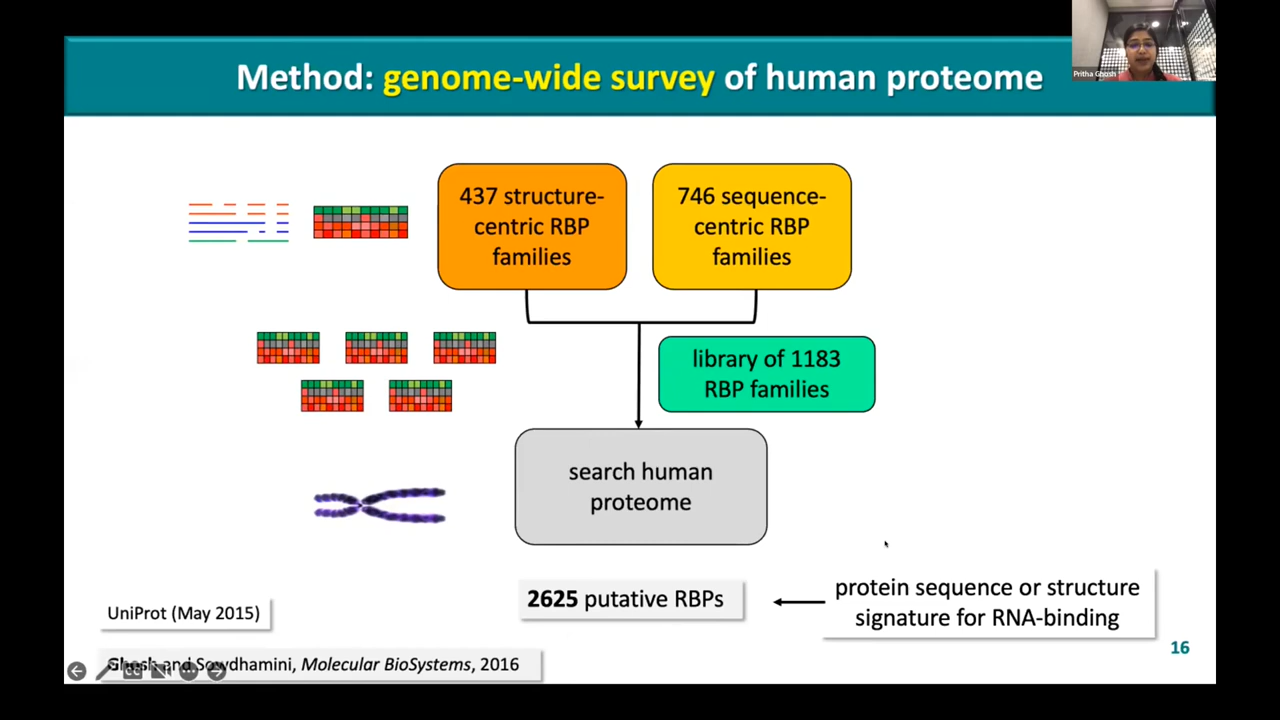 Pritha Ghosh
Method: genome-wide survey of human proteome
437 structure-
centric RBP
families
746 sequence-
centric RBP
families
library of 1183
RBP families
search human
proteome
2625 putative RBPs
protein sequence or structure
signature for RNA-binding
UniProt (May 2015)
Ghosh and Sowdhamini, Molecular BioSystems, 2016
16